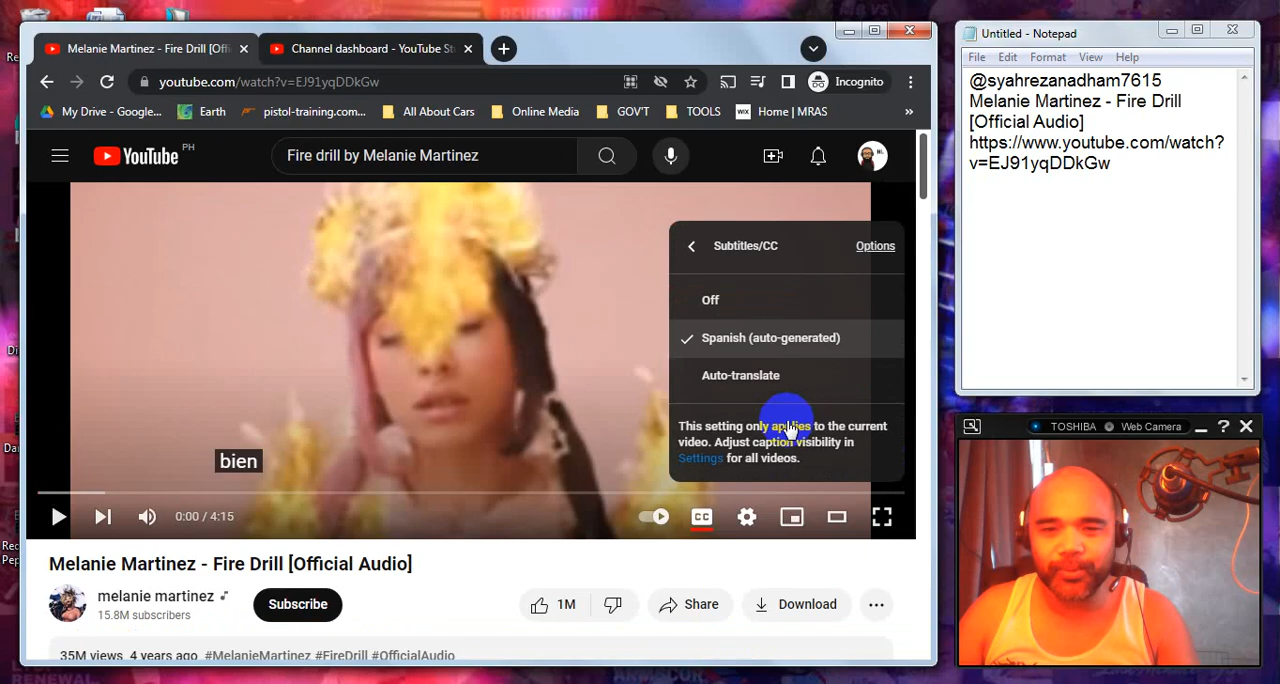 Melanie Martinez - Fire Drill [Offi
Channel dashboard - YouTube St
youtube.com/watch?v=EJ91yqDDkGw
Incognito
My Drive - Google...
Earth
pistol-training.com...
All About Cars
Online Media
GOV'T
TOOLS
WIX
Home | MRAS
»
YouTube PH
Fire drill by Melanie Martinez
Subtitles/CC
Options
Off
Spanish (auto-generated)
Auto-translate
This setting only applies to the current
video. Adjust caption visibility in
Settings for all videos.
bien
0:00 / 4:15
CC
Melanie Martinez - Fire Drill [Official Audio]
melanie martinez
15.8M subscribers
Subscribe
1M
Share
Download
35M views 4 years ago #MelanieMartinez #FireDrill #OfficialAudio
Untitled - Notepad
File Edit Format View Help
@syahrezanadham7615
Melanie Martinez - Fire Drill
[Official Audio]
https://www.youtube.com/watch?
v=EJ91yqDDkGw
TOSHIBA Web Camera
RENEWAL